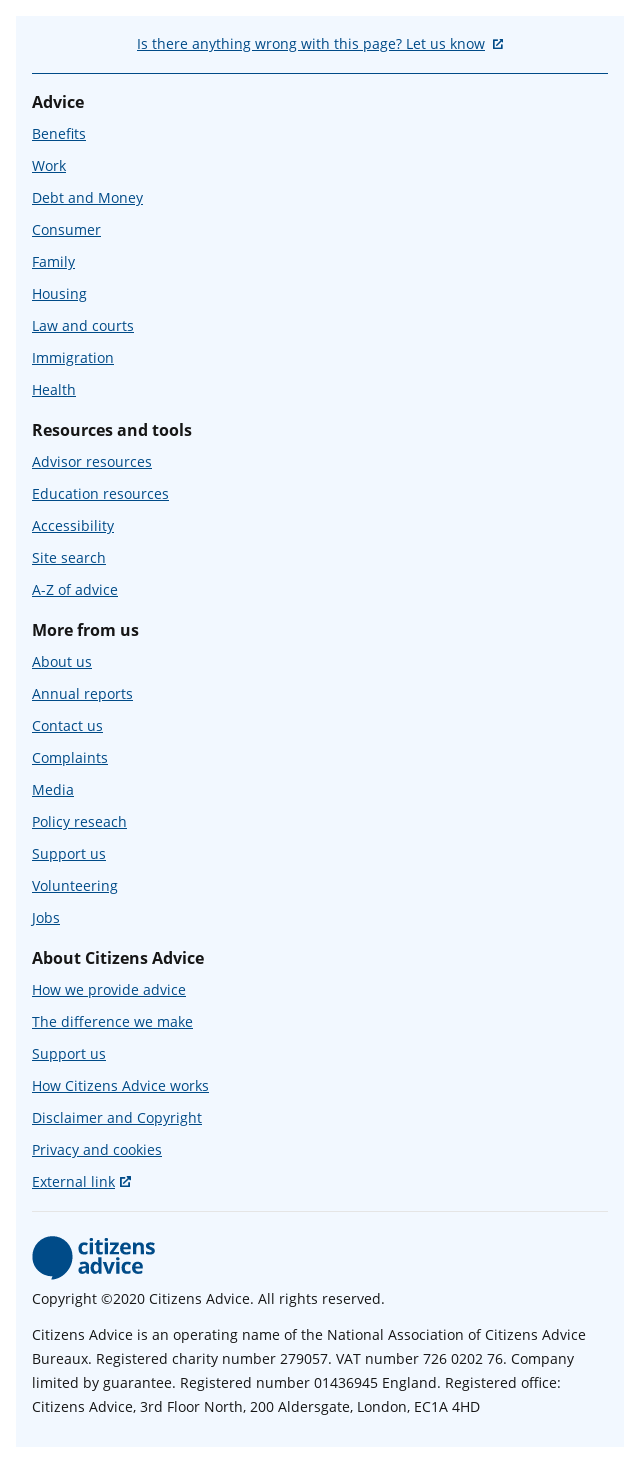 Is there anything wrong with this page? Let us know
Advice
Benefits
Work
Debt and Money
Consumer
Family
Housing
Law and courts
Immigration
Health
Resources and tools
Advisor resources
Education resources
Accessibility
Site search
A-Z of advice
More from us
About us
Annual reports
Contact us
Complaints
Media
Policy reseach
Support us
Volunteering
Jobs
About Citizens Advice
How we provide advice
The difference we make
Support us
How Citizens Advice works
Disclaimer and Copyright
Privacy and cookies
External link
citizens
advice
Copyright ©2020 Citizens Advice. All rights reserved.
Citizens Advice is an operating name of the National Association of Citizens Advice
Bureaux. Registered charity number 279057. VAT number 726 0202 76. Company
limited by guarantee. Registered number 01436945 England. Registered office:
Citizens Advice, 3rd Floor North, 200 Aldersgate, London, EC1A 4HD